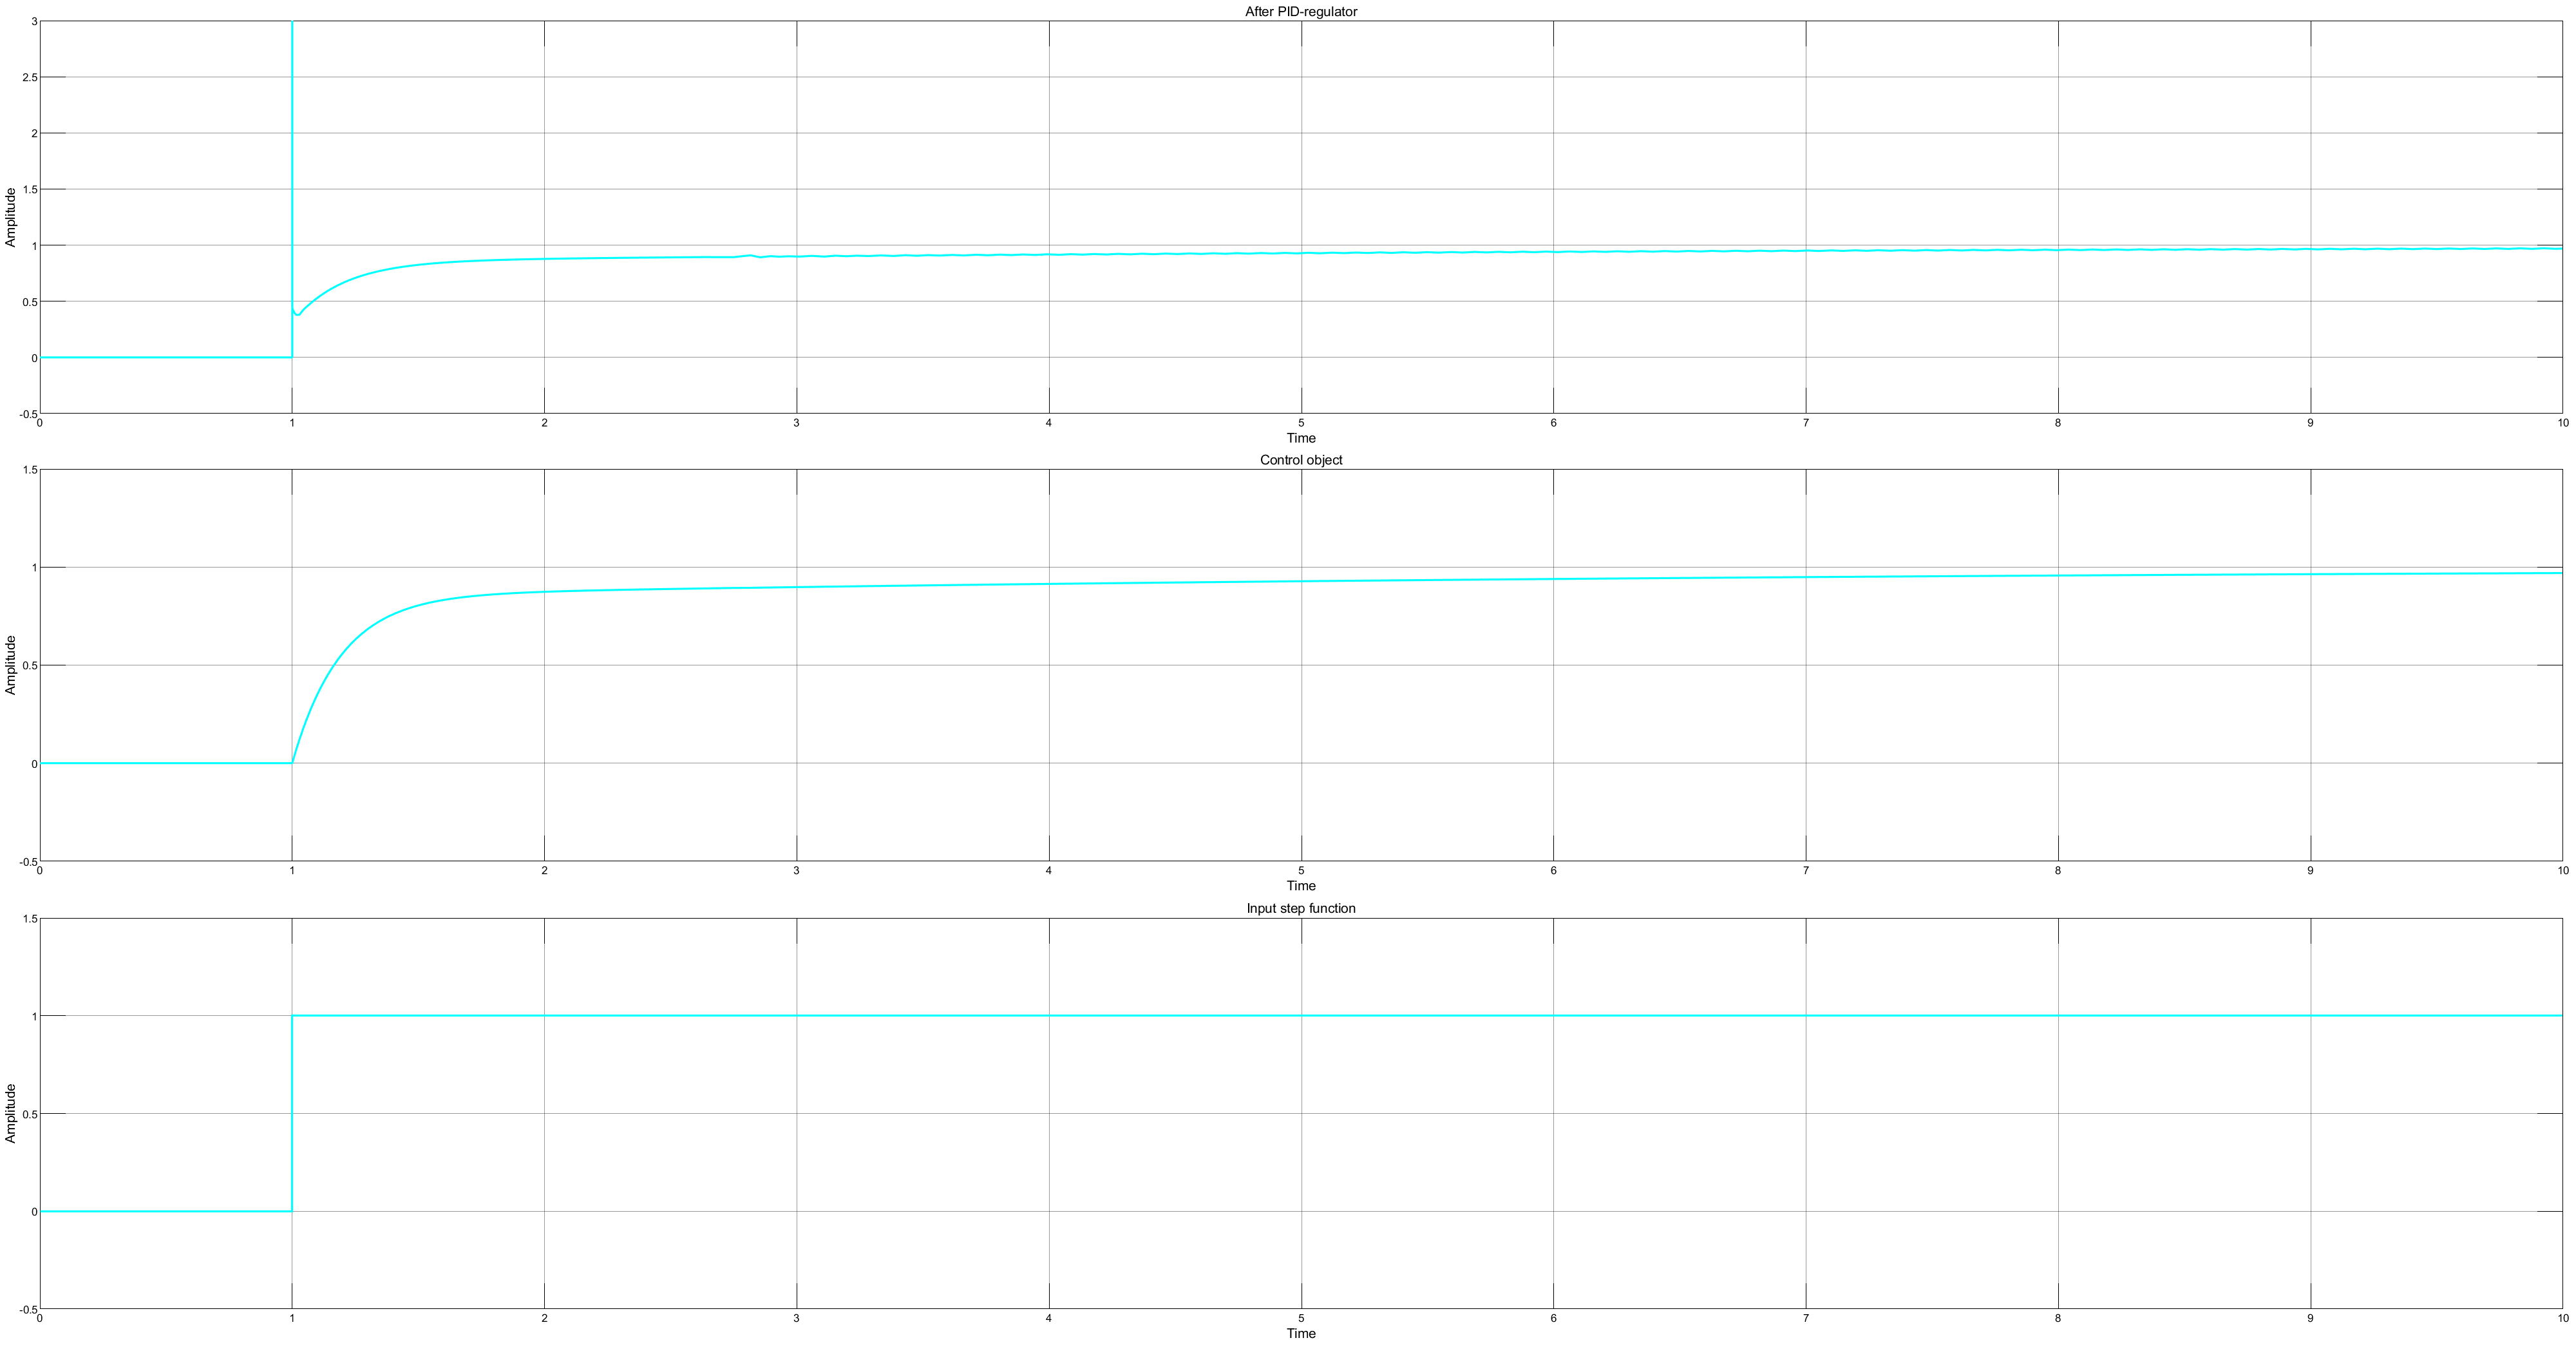 After PID-regulator
3
2.5
2
1.5
1
0.5
0
-0.5
Amplitude
0 1 2 3 4 5 6 7 8 9 10
Time
Control object
1.5
1
0.5
0
-0.5
Amplitude
0 1 2 3 4 5 6 7 8 9 10
Time
Input step function
1.5
1
0.5
0
-0.5
Amplitude
0 1 2 3 4 5 6 7 8 9 10
Time